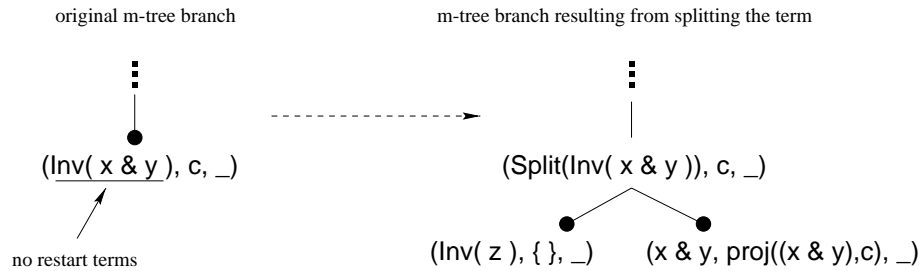 original m-tree branch
m-tree branch resulting from splitting the term
(Inv( x & y ), c, _)
(Split(Inv( x & y )), c, _)
no restart terms
(Inv( z ), { }, _)
(x & y, proj((x & y),c), _)